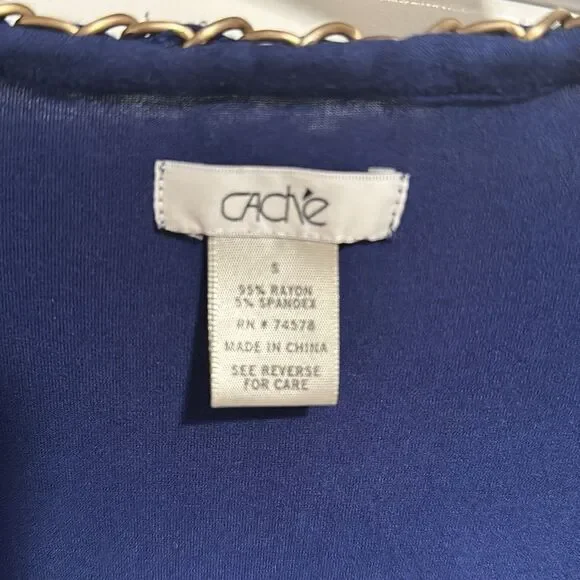 CACHÉ
S
95% RAYON
5% SPANDEX
RN # 74578
MADE IN CHINA
SEE REVERSE
FOR CARE